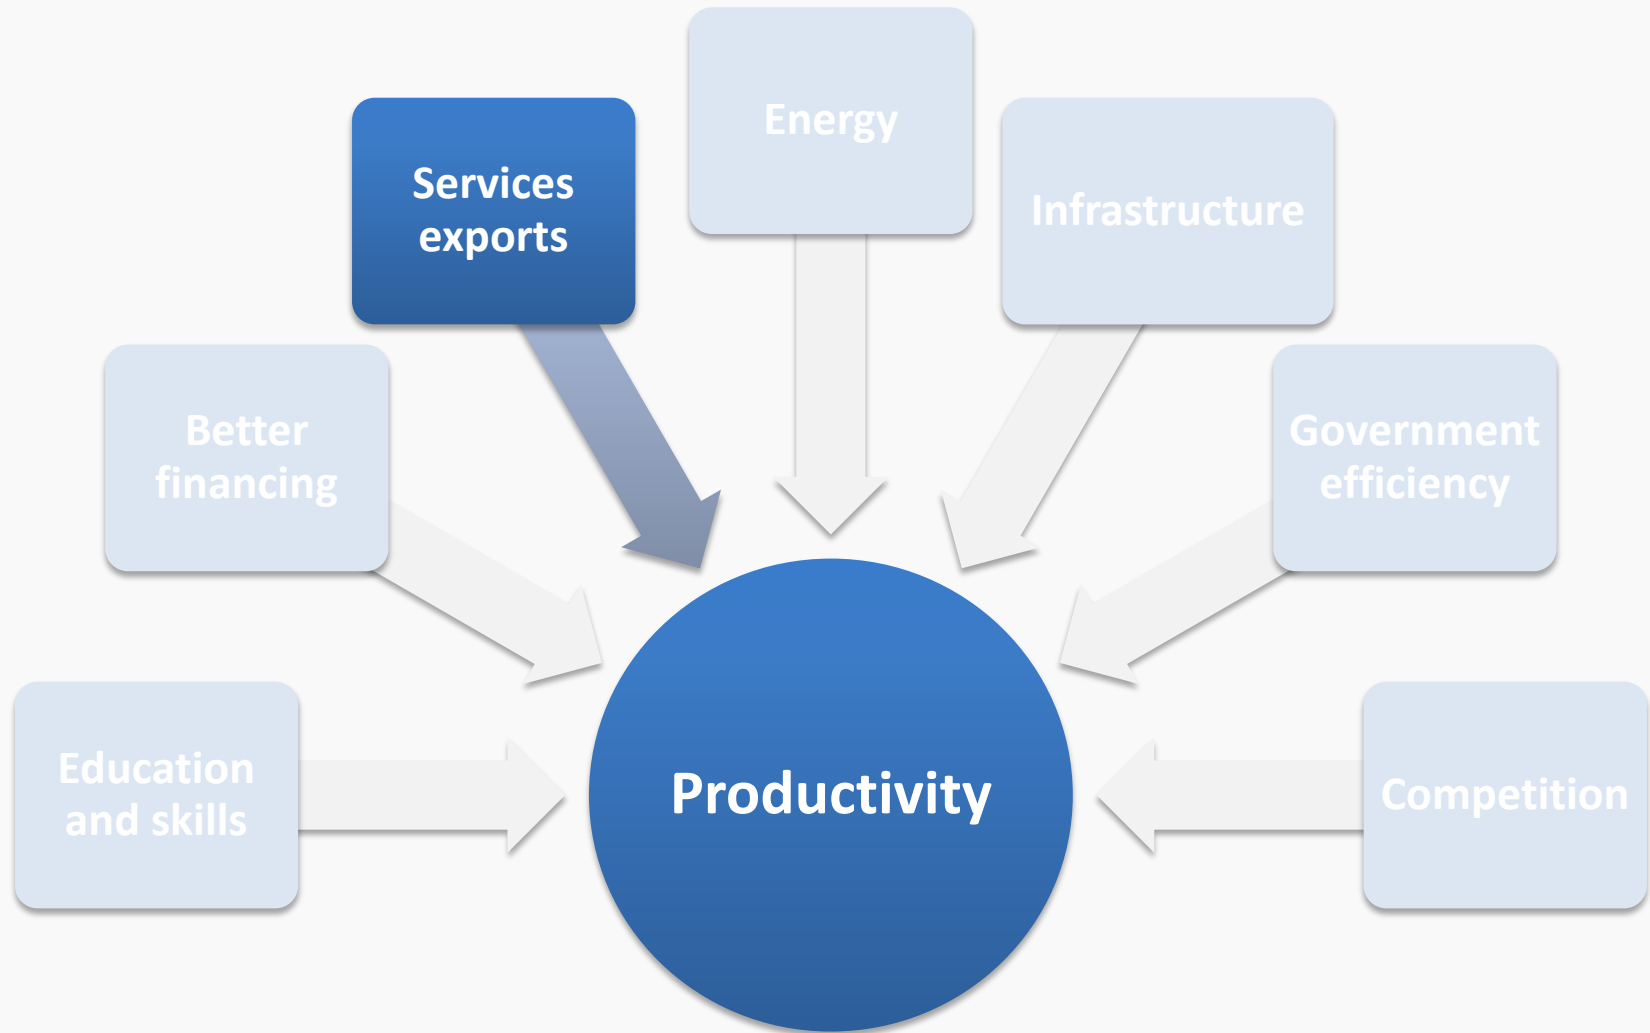 Energy
Services
exports
Infrastructure
Better
financing
Government
efficiency
Education
and skills
Productivity
Competition